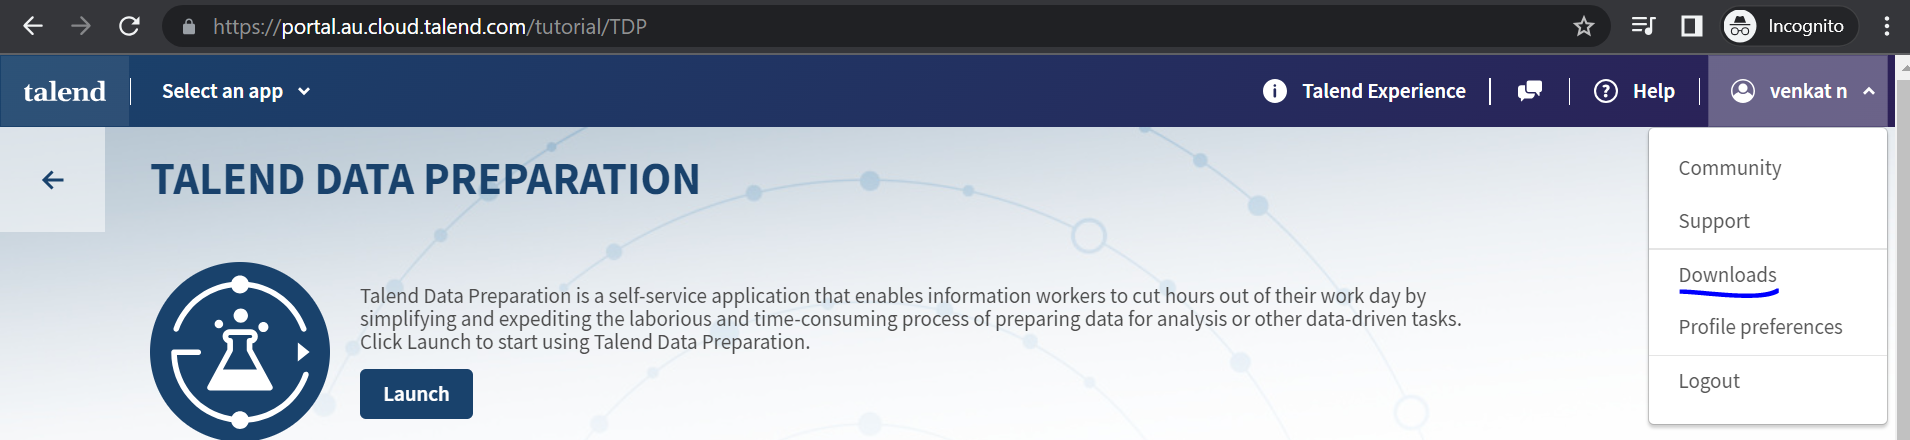 https://portal.au.cloud.talend.com/tutorial/TDP
Incognito
talend
Select an app
Talend Experience
Help
venkat n
TALEND DATA PREPARATION
Community
Support
Downloads
Profile preferences
Logout
Talend Data Preparation is a self-service application that enables information workers to cut hours out of their work day by
simplifying and expediting the laborious and time-consuming process of preparing data for analysis or other data-driven tasks.
Click Launch to start using Talend Data Preparation.
Launch